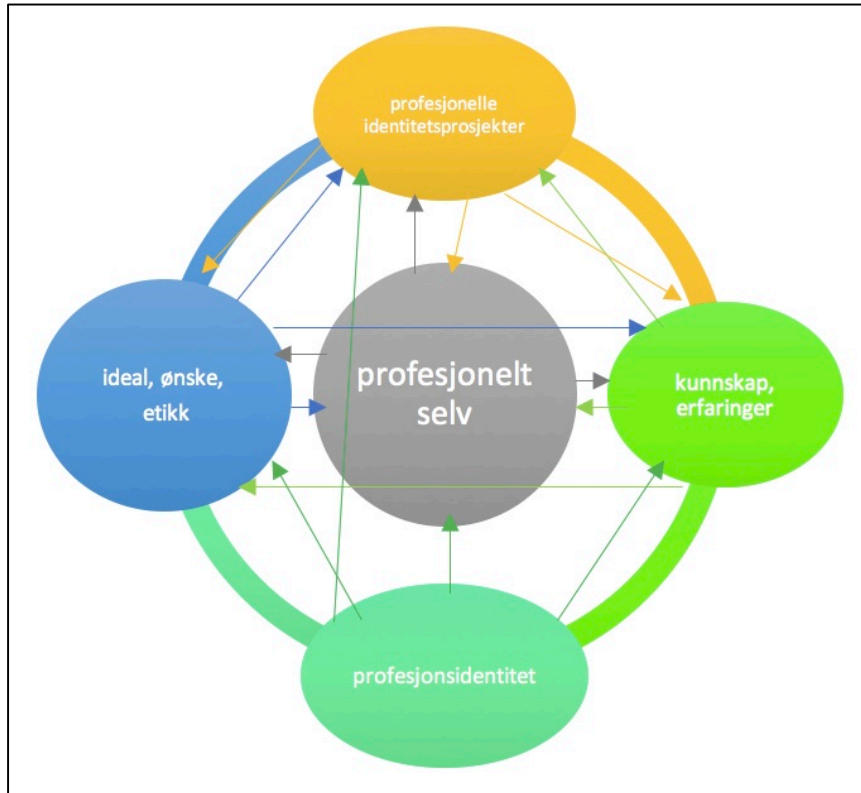 profesjonelle
identitetsprosjekter
ideal, ønske,
etikk
profesjonelt
selv
kunnskap,
erfaringer
profesjonsidentitet